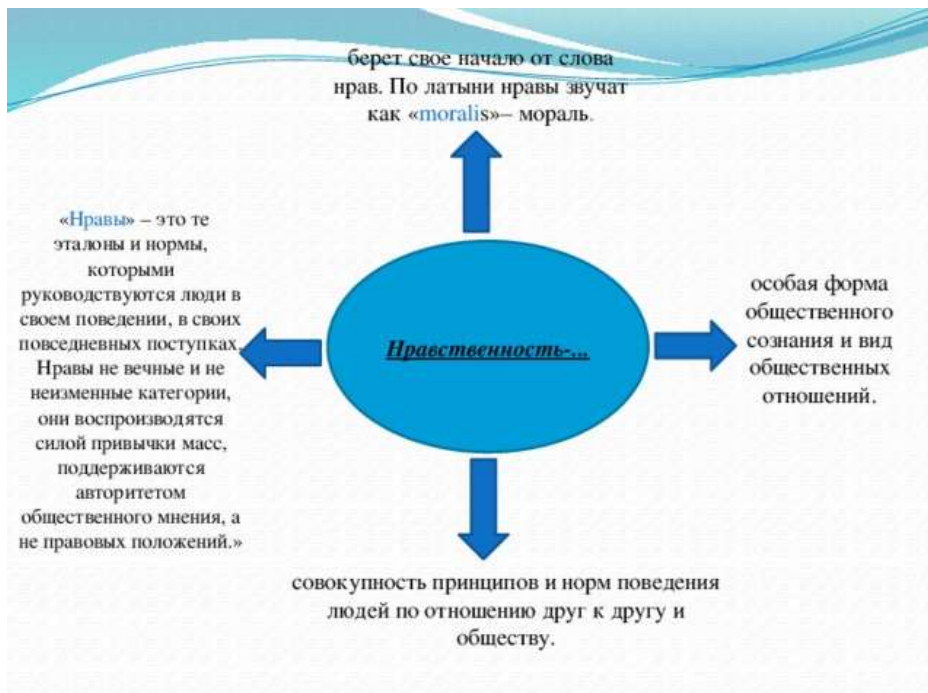 берет свое начало от слова
нрав. По латыни нравы звучат
как «moralis»– мораль.
«Нравы» – это те
эталоны и нормы,
которыми
руководствуются люди в
своем поведении, в своих
повседневных поступках.
Нравы не вечные и не
неизменные категории,
они воспроизводятся
силой привычки масс,
поддерживаются
авторитетом
общественного мнения, а
не правовых положений.»
Нравственность-...
особая форма
общественного
сознания и вид
общественных
отношений.
совокупность принципов и норм поведения
людей по отношению друг к другу и
обществу.